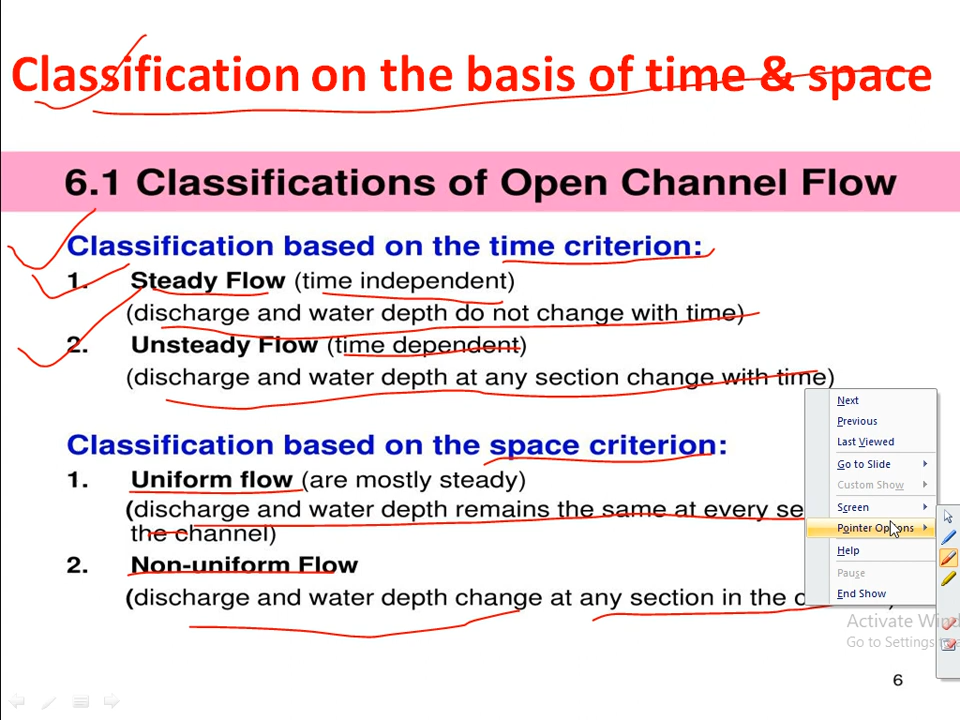 Classification on the basis of time & space
6.1 Classifications of Open Channel Flow
Classification based on the time criterion:
1. Steady Flow (time independent)
(discharge and water depth do not change with time)
2. Unsteady Flow (time dependent)
(discharge and water depth at any section change with time)
Classification based on the space criterion:
1. Uniform flow (are mostly steady)
(discharge and water depth remains the same at every se
the channel)
2. Non-uniform Flow
(discharge and water depth change at any section in the c
Next
Previous
Last Viewed
Go to Slide
Custom Show
Screen
Pointer Options
Help
Pause
End Show
Activate Win
Go to Settings
6